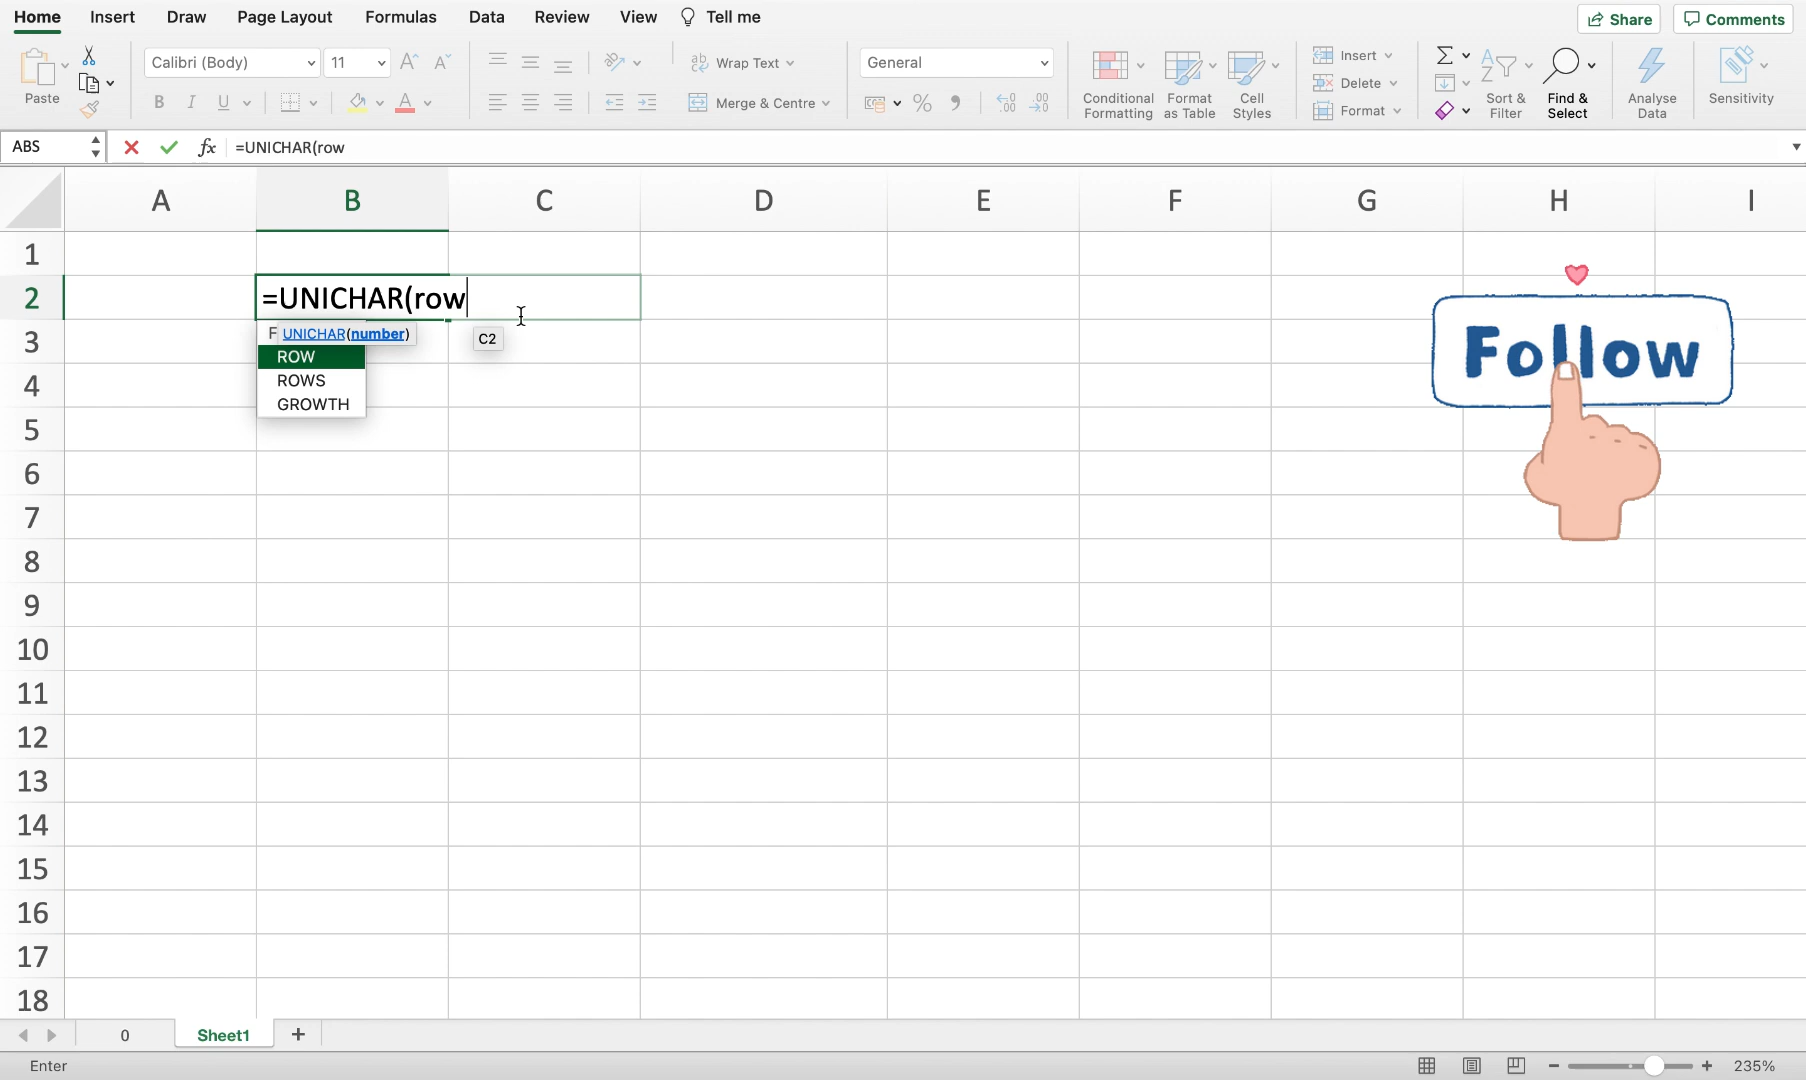 Home Insert Draw Page Layout Formulas Data Review View Tell me Share Comments
Paste
Calibri (Body) 11
B I U A
ab Wrap Text
Merge & Centre
General
% 
Conditional Formatting
Format as Table
Cell Styles
Insert
Delete
Format
Sort & Filter
Find & Select
Analyse Data
Sensitivity
ABS fx =UNICHAR(row
A B C D E F G H I
1
2 =UNICHAR(row
3 UNICHAR(number) C2
ROW
4 ROWS
GROWTH
Follow
5
6
7
8
9
10
11
12
13
14
15
16
17
18
0 Sheet1 +
Enter 235%